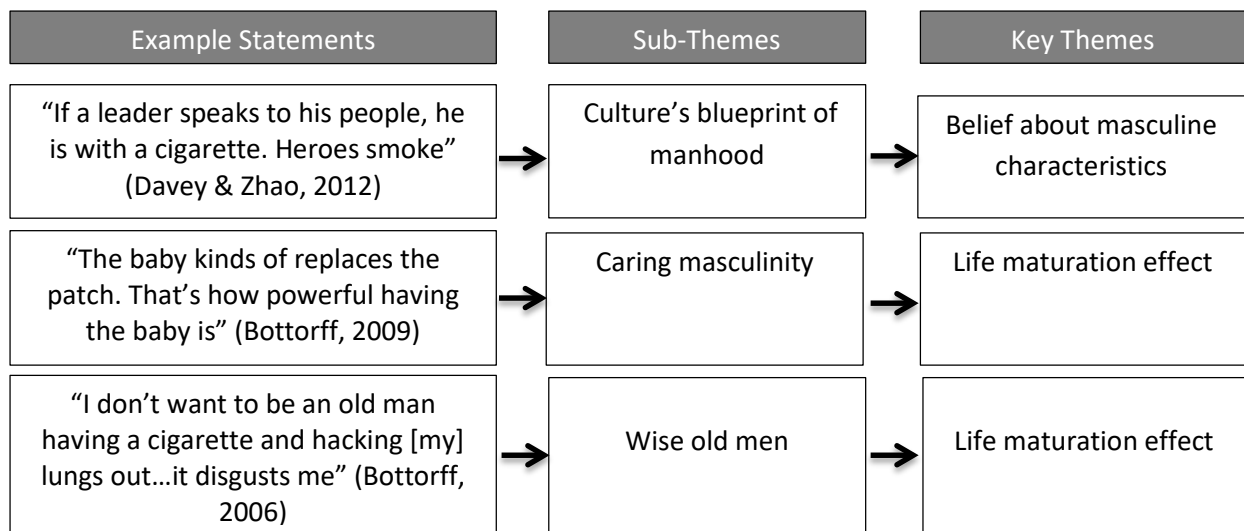 Example Statements
Sub-Themes
Key Themes
“If a leader speaks to his people, he
is with a cigarette. Heroes smoke”
(Davey & Zhao, 2012)
Culture’s blueprint of
manhood
Belief about masculine
characteristics
“The baby kinds of replaces the
patch. That’s how powerful having
the baby is” (Bottorff, 2009)
Caring masculinity
Life maturation effect
“I don’t want to be an old man
having a cigarette and hacking [my]
lungs out…it disgusts me” (Bottorff,
2006)
Wise old men
Life maturation effect